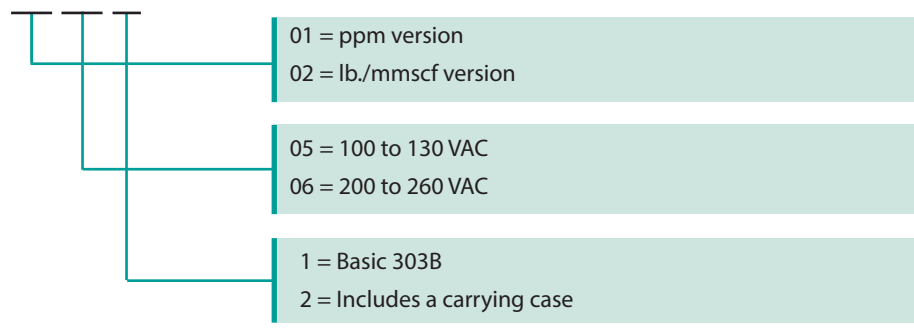 01 = ppm version
02 = lb./mmscf version
05 = 100 to 130 VAC
06 = 200 to 260 VAC
1 = Basic 303B
2 = Includes a carrying case